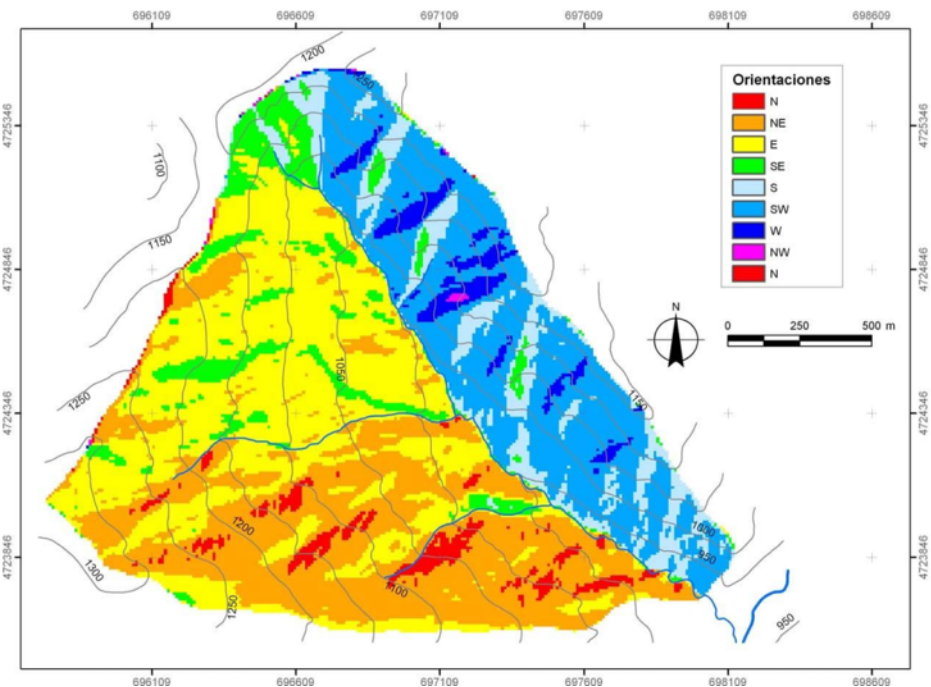 696109 696609 697109 697609 698109 698609
1200
1250
Orientaciones
N
NE
E
SE
S
SW
W
NW
N
4725346 4725346
1100
1150
4724846 4724846
N
0 250 500 m
1050
1250
1150
4724346 4724346
1200
1000
950
4723846 4723846
1300
1100
1250
950
696109 696609 697109 697609 698109 698609